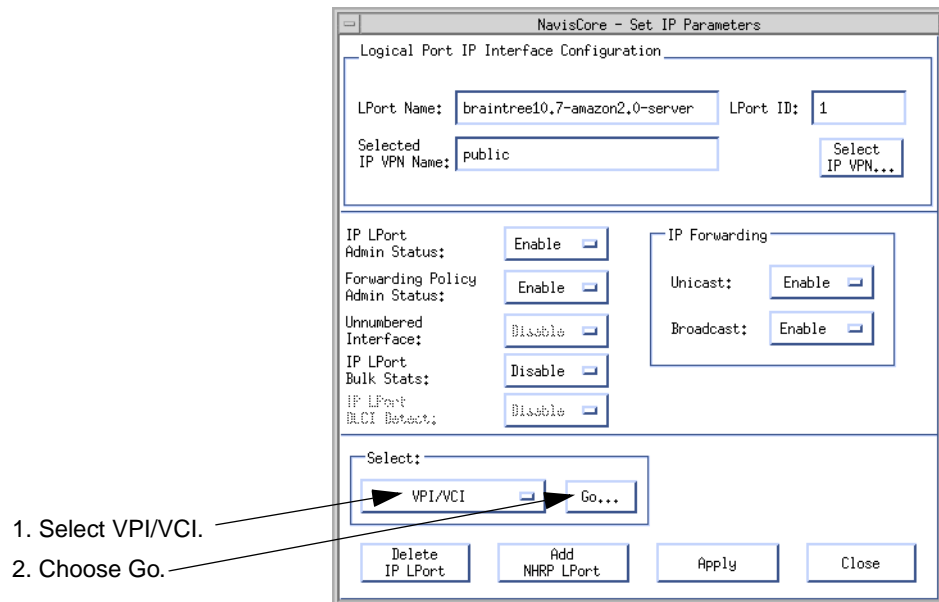 NavisCore - Set IP Parameters
Logical Port IP Interface Configuration
LPort Name: braintree10.7-amazon2.0-server LPort ID: 1
Selected
IP VPN Name: public
Select
IP VPN...
IP LPort
Admin Status: Enable
IP Forwarding
Forwarding Policy
Admin Status: Enable
Unicast: Enable
Unnumbered
Interface: Disable
Broadcast: Enable
IP LPort
Bulk Stats: Disable
IP LPort
DLCI Detect: Disable
Select:
VPI/VCI Go...
1. Select VPI/VCI.
2. Choose Go.
Delete
IP LPort
Add
NHRP LPort
Apply
Close